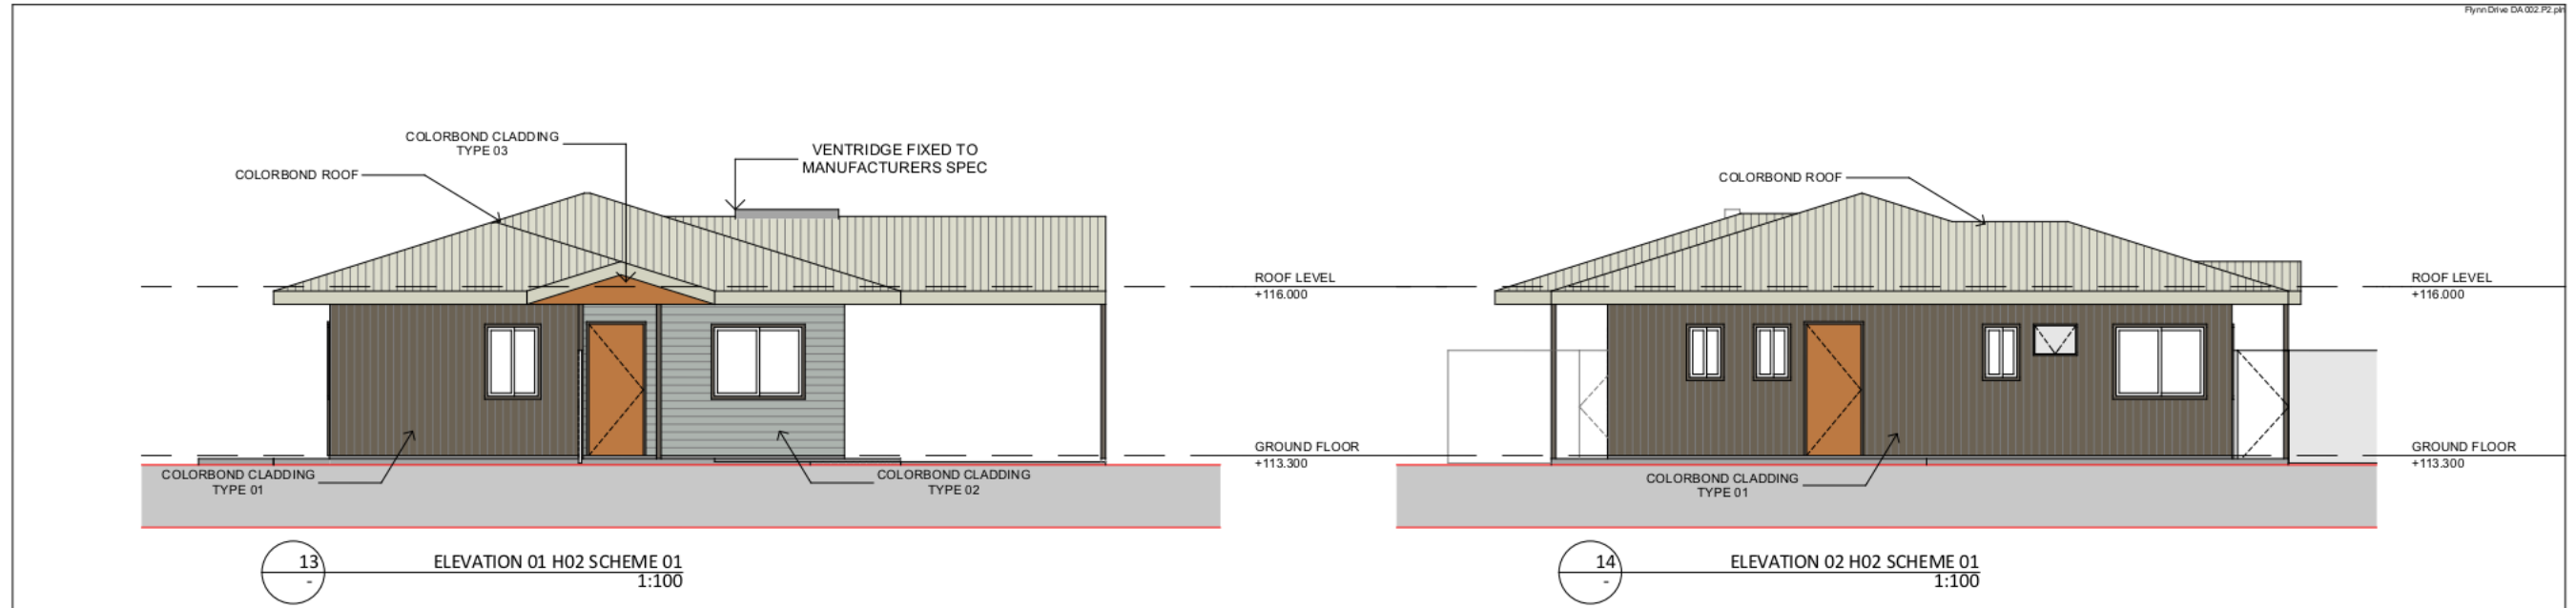 Flynn Drive DA 002.P2.pln
COLORBOND CLADDING
TYPE 03
COLORBOND ROOF
VENTRIDGE FIXED TO
MANUFACTURERS SPEC
ROOF LEVEL
+116.000
GROUND FLOOR
+113.300
COLORBOND CLADDING
TYPE 01
COLORBOND CLADDING
TYPE 02
13
-
ELEVATION 01 H02 SCHEME 01
1:100
COLORBOND ROOF
ROOF LEVEL
+116.000
GROUND FLOOR
+113.300
COLORBOND CLADDING
TYPE 01
14
-
ELEVATION 02 H02 SCHEME 01
1:100